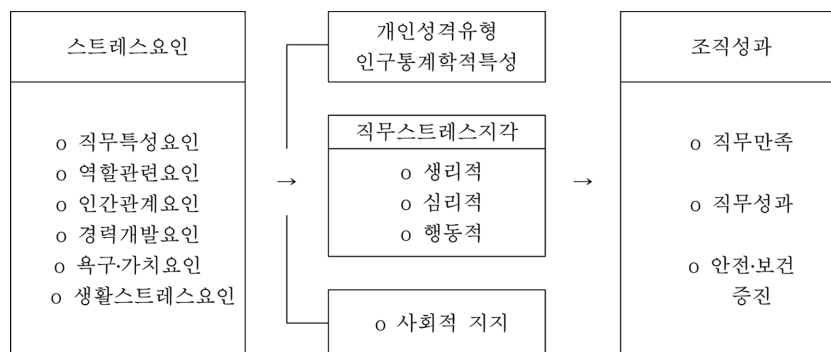 스트레스요인
o 직무특성요인
o 역할관련요인
o 인간관계요인
o 경력개발요인
o 욕구·가치요인
o 생활스트레스요인
→
개인성격유형
인구통계학적특성
직무스트레스지각
o 생리적
o 심리적
o 행동적
o 사회적 지지
→
조직성과
o 직무만족
o 직무성과
o 안전·보건
증진